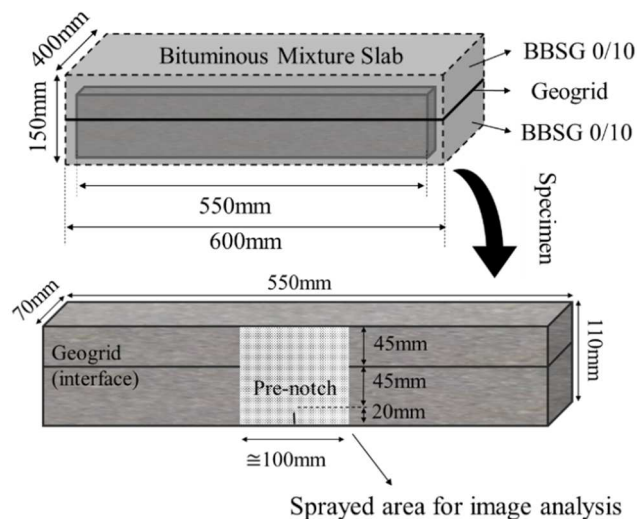 400mm
Bituminous Mixture Slab
BBSG 0/10
Geogrid
BBSG 0/10
150mm
550mm
600mm
Specimen
70mm
550mm
110mm
Geogrid
(interface)
45mm
Pre-notch
45mm
20mm
≅100mm
Sprayed area for image analysis